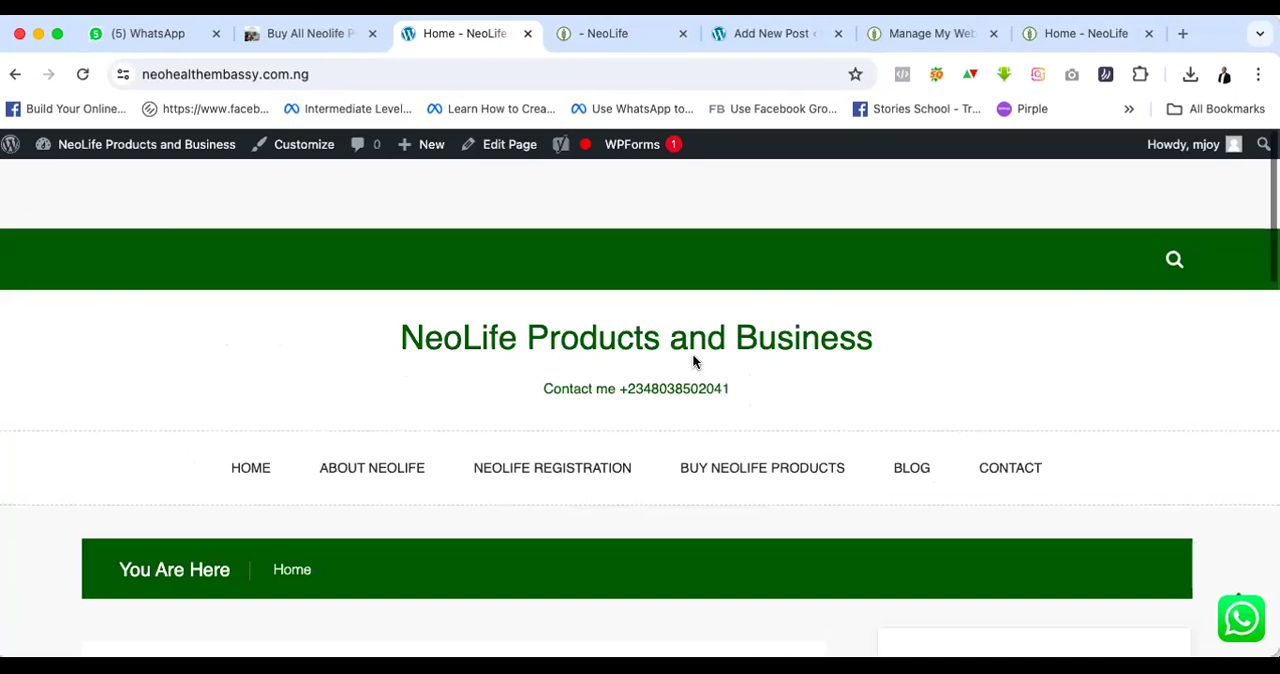 (5) WhatsApp
Buy All Neolife P
Home - NeoLife
- NeoLife
Add New Post
Manage My Web
Home - NeoLife
neohealthembassy.com.ng
Build Your Online...
https://www.faceb...
Intermediate Level...
Learn How to Crea...
Use WhatsApp to...
FB Use Facebook Gro...
Stories School - Tr...
Pirple
»
All Bookmarks
NeoLife Products and Business
Customize
0
New
Edit Page
WPForms 1
Howdy, mjoy
NeoLife Products and Business
Contact me +2348038502041
HOME
ABOUT NEOLIFE
NEOLIFE REGISTRATION
BUY NEOLIFE PRODUCTS
BLOG
CONTACT
You Are Here
Home